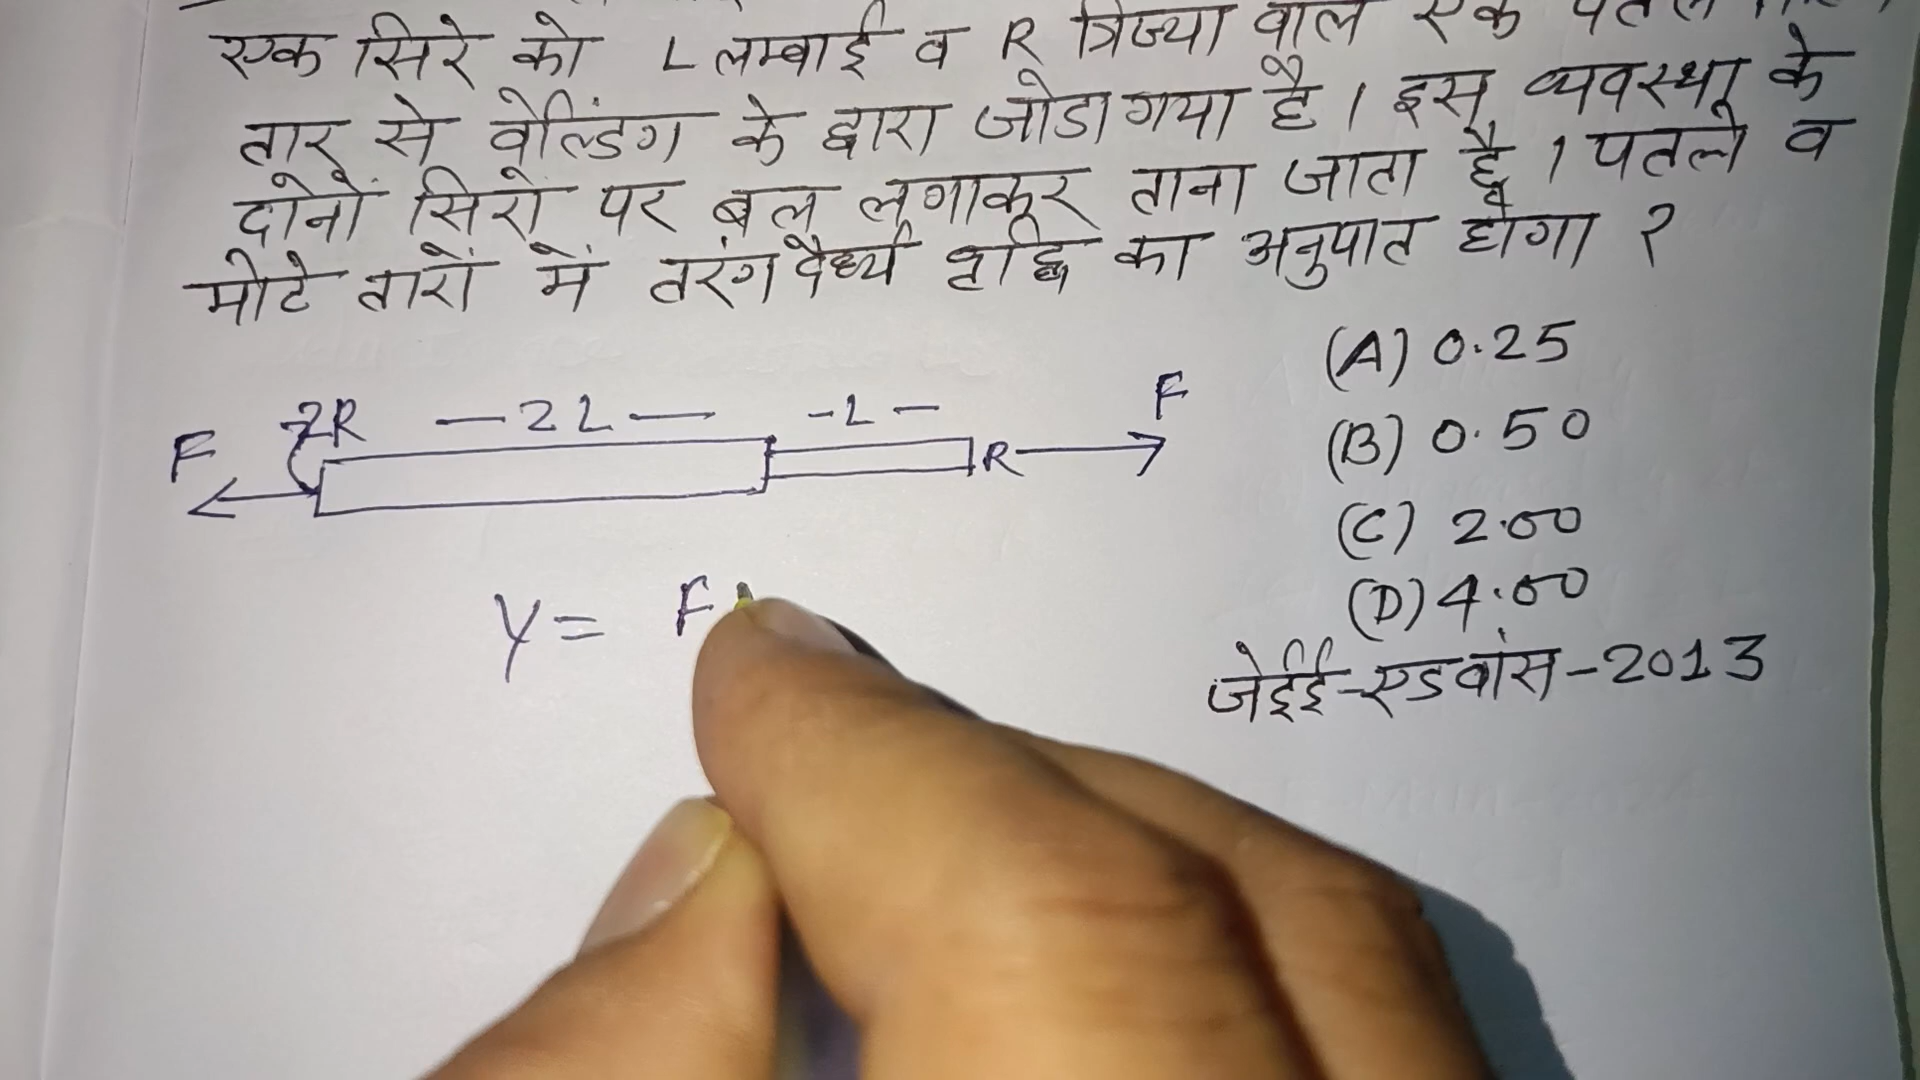 एक सिरे को L लम्बाई व R त्रिज्या वाले एक पतले
तार से वेल्डिंग के द्वारा जोडा गया है । इस व्यवस्था के
दोनों सिरों पर बल लगाकर ताना जाता है । पतले व
मोटे तारों में तरंगदैर्ध्य वृद्धि का अनुपात होगा ?
(A) 0.25
(B) 0.50
(C) 2.00
(D) 4.00
जेईई-एडवांस-2013
F 2R — 2L — - L - R F
Y = F